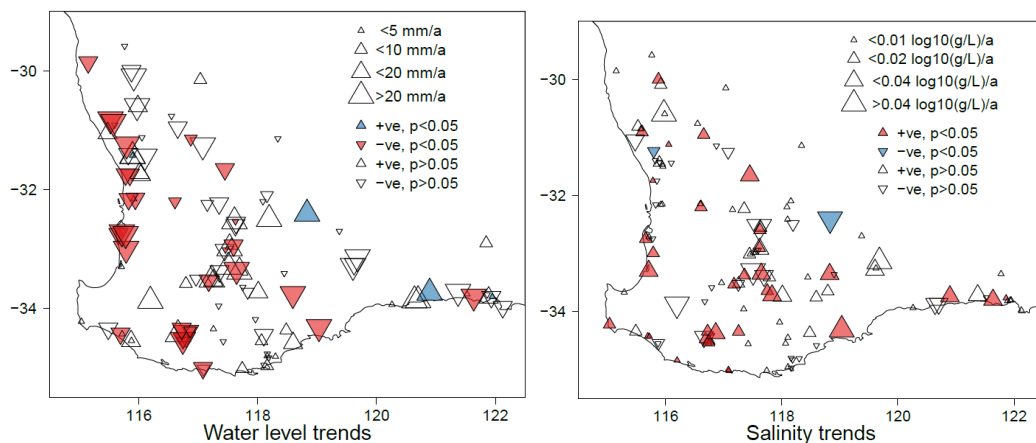 <5 mm/a
<10 mm/a
<20 mm/a
>20 mm/a
+ve, p<0.05
−ve, p<0.05
+ve, p>0.05
−ve, p>0.05
−30
−32
−34
116
118
120
122
Water level trends
<0.01 log10(g/L)/a
<0.02 log10(g/L)/a
<0.04 log10(g/L)/a
>0.04 log10(g/L)/a
+ve, p<0.05
−ve, p<0.05
+ve, p>0.05
−ve, p>0.05
−30
−32
−34
116
118
120
122
Salinity trends